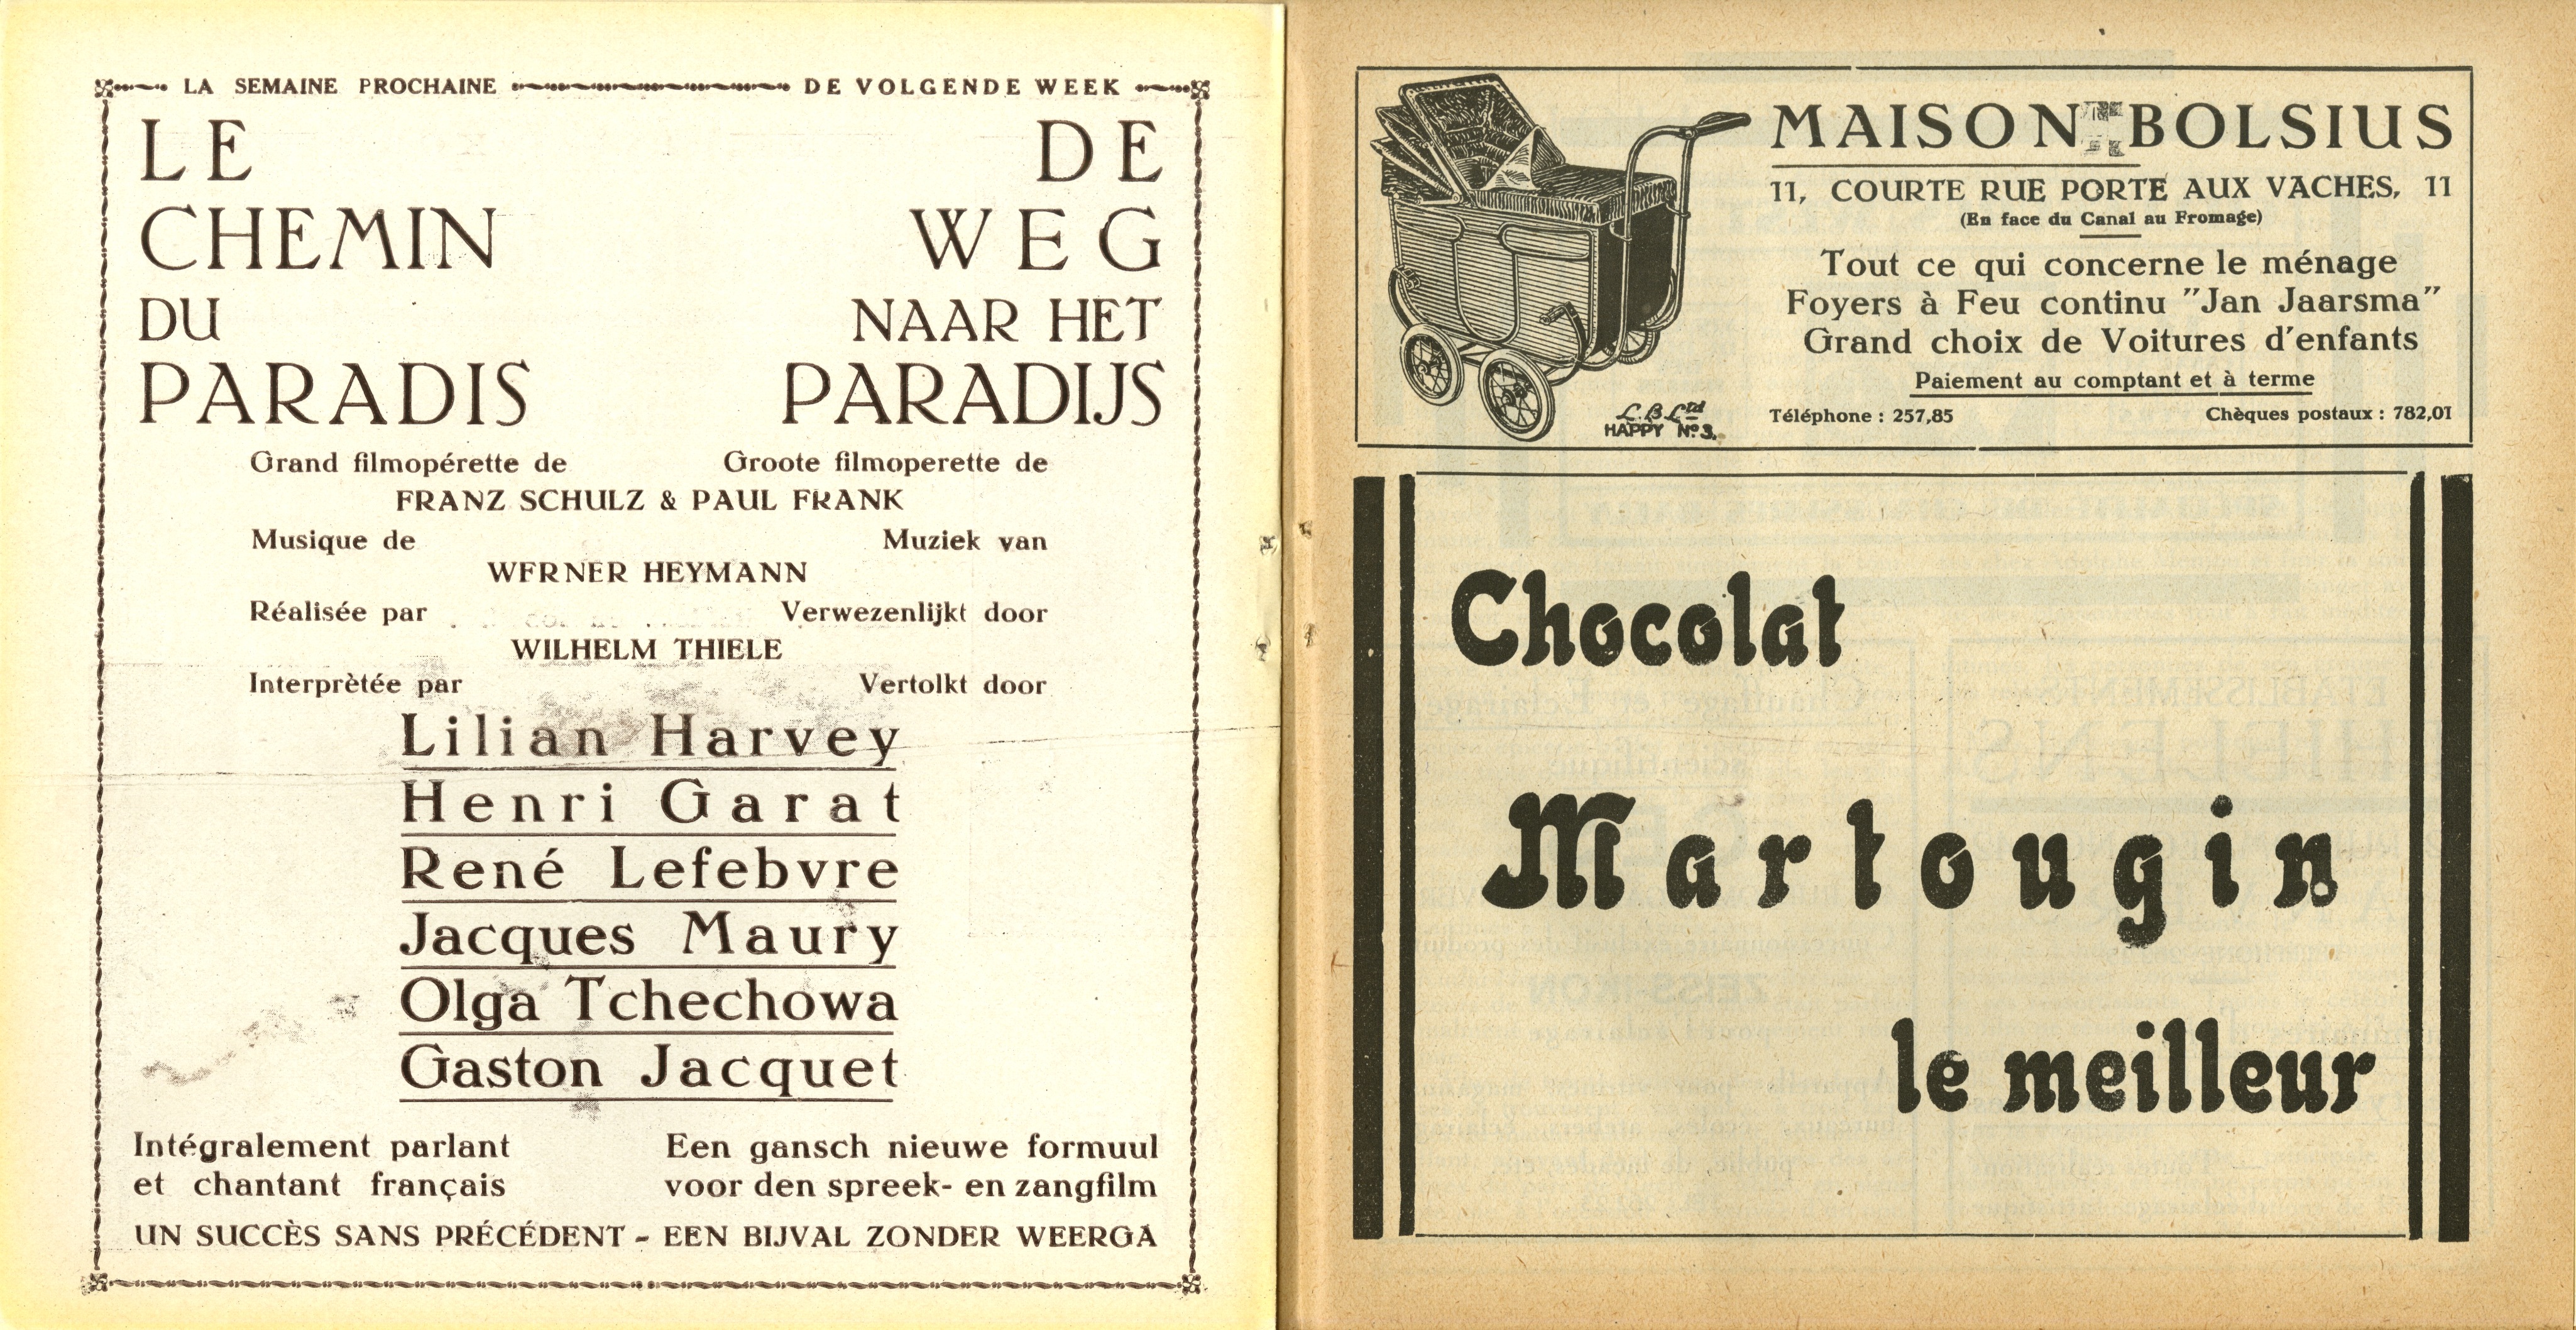 LA SEMAINE PROCHAINE DE VOLGENDE WEEK
LE DE
CHEMIN WEG
DU NAAR HET
PARADIS PARADIJS
Grand filmopérette de Groote filmoperette de
FRANZ SCHULZ & PAUL FRANK
Musique de Muziek van
WERNER HEYMANN
Réalisée par Verwezenlijkt door
WILHELM THIELE
Interprètée par Vertolkt door
Lilian Harvey
Henri Garat
René Lefebvre
Jacques Maury
Olga Tchechowa
Gaston Jacquet
Intégralement parlant Een gansch nieuwe formuul
et chantant français voor den spreek- en zangfilm
UN SUCCÈS SANS PRÉCÉDENT - EEN BIJVAL ZONDER WEERGA
MAISON BOLSIUS
11, COURTE RUE PORTE AUX VACHES, 11
(En face du Canal au Fromage)
Tout ce qui concerne le ménage
Foyers à Feu continu "Jan Jaarsma"
Grand choix de Voitures d'enfants
Paiement au comptant et à terme
Téléphone : 257,85 Chèques postaux : 782,01
L. B. Ltd
HAPPY No 3.
Chocolat
Martougin
le meilleur